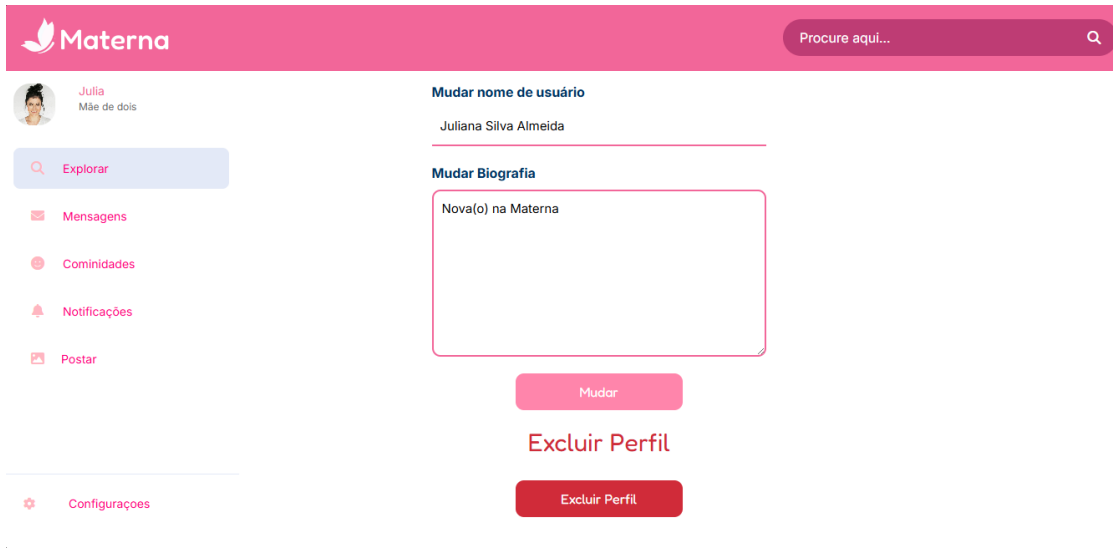 Materna
Procure aqui...
Julia
Mãe de dois
Explorar
Mensagens
Cominidades
Notificações
Postar
Configuraçoes
Mudar nome de usuário
Juliana Silva Almeida
Mudar Biografia
Nova(o) na Materna
Mudar
Excluir Perfil
Excluir Perfil